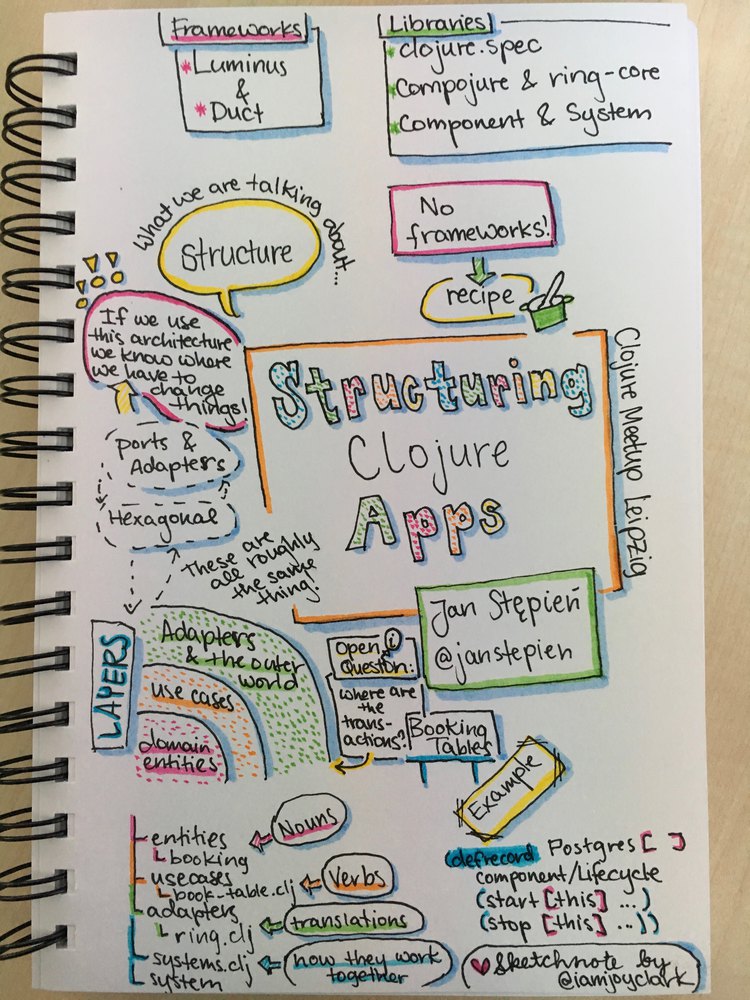 Frameworks
*Luminus
&
*Duct
Libraries
*clojure.spec
*Compojure & ring-core
*Component & System
What we are talking about...
Structure
No
frameworks!
recipe
If we use
this architecture
we know where
we have to
change
things!
Ports &
Adapters
Hexagonal
These are
all roughly
the same
thing.
Structuring
Clojure
Apps
Clojure Meetup Leipzig
Jan Stępień
@janstepien
LAYERS
Adapters
& the outer
world
use cases
domain
entities
Open
Question:
where are
the
trans-
actions?
Booking
Tables
Example
entities
booking
usecases
book-table.clj
adapters
ring.clj
systems.clj
system
Nouns
Verbs
translations
how they work
together
(defrecord Postgres [ ]
component/Lifecycle
(start [this] ...)
(stop [this] ...))
Sketchnote by
@iamjoyclark